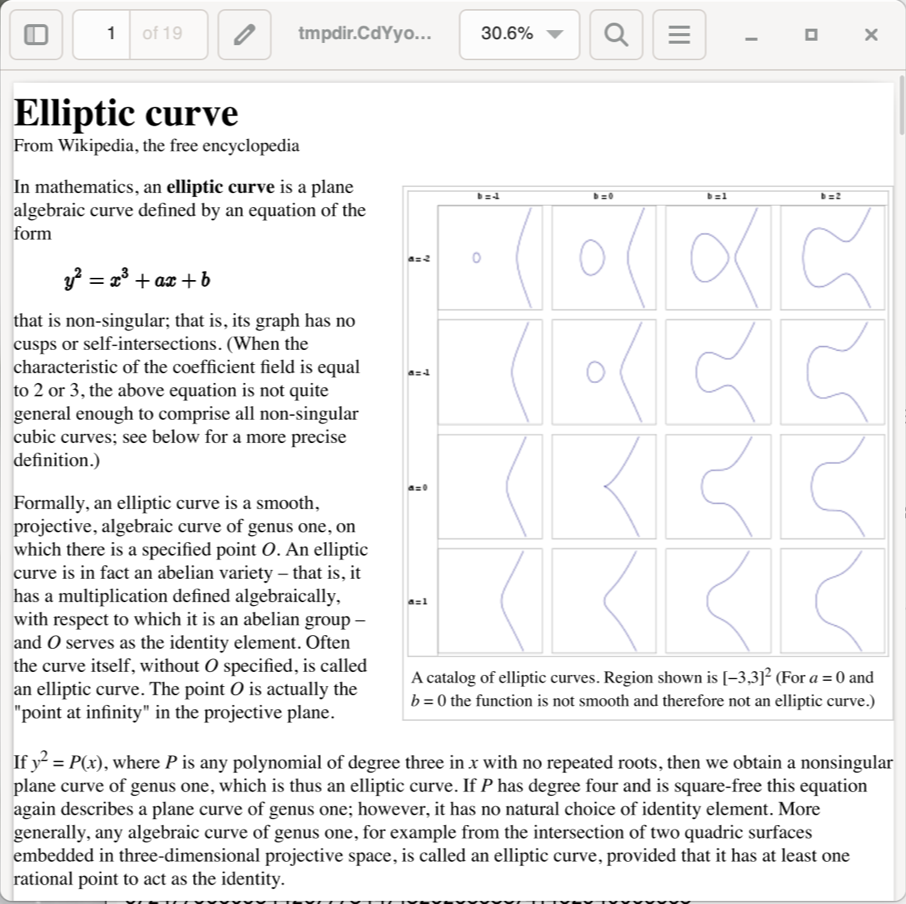 1 of 19 tmpdir.CdYyo... 30.6%
Elliptic curve
From Wikipedia, the free encyclopedia
In mathematics, an elliptic curve is a plane
algebraic curve defined by an equation of the
form
y² = x³ + ax + b
that is non-singular; that is, its graph has no
cusps or self-intersections. (When the
characteristic of the coefficient field is equal
to 2 or 3, the above equation is not quite
general enough to comprise all non-singular
cubic curves; see below for a more precise
definition.)
Formally, an elliptic curve is a smooth,
projective, algebraic curve of genus one, on
which there is a specified point O. An elliptic
curve is in fact an abelian variety – that is, it
has a multiplication defined algebraically,
with respect to which it is an abelian group –
and O serves as the identity element. Often
the curve itself, without O specified, is called
an elliptic curve. The point O is actually the
"point at infinity" in the projective plane.
b=-1 b=0 b=1 b=2
a=-2
a=-1
a=0
a=1
A catalog of elliptic curves. Region shown is [−3,3]² (For a = 0 and
b = 0 the function is not smooth and therefore not an elliptic curve.)
If y² = P(x), where P is any polynomial of degree three in x with no repeated roots, then we obtain a nonsingular
plane curve of genus one, which is thus an elliptic curve. If P has degree four and is square-free this equation
again describes a plane curve of genus one; however, it has no natural choice of identity element. More
generally, any algebraic curve of genus one, for example from the intersection of two quadric surfaces
embedded in three-dimensional projective space, is called an elliptic curve, provided that it has at least one
rational point to act as the identity.